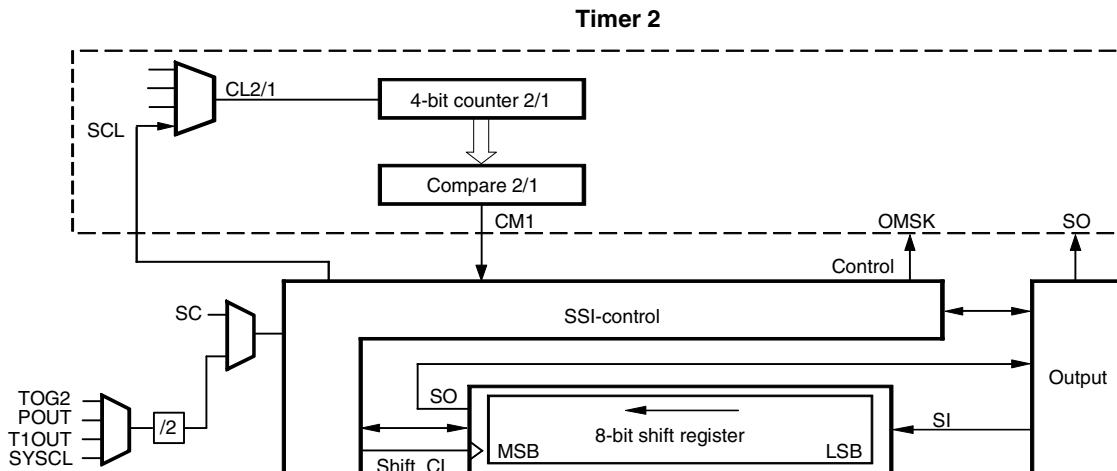 Timer 2
CL2/1
4-bit counter 2/1
SCL
Compare 2/1
CM1
OMSK
SO
Control
SC
SSI-control
TOG2
POUT
T1OUT
SYSCL
/2
SO
Output
8-bit shift register
SI
MSB
LSB
Shift_CL